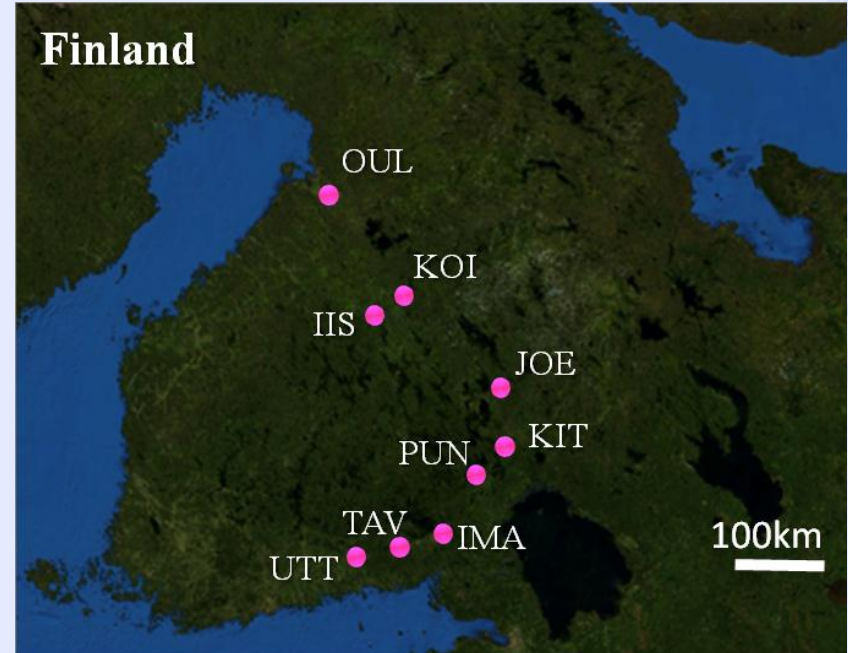 Finland
OUL
KOI
IIS
JOE
KIT
PUN
TAV
IMA
UTT
100km